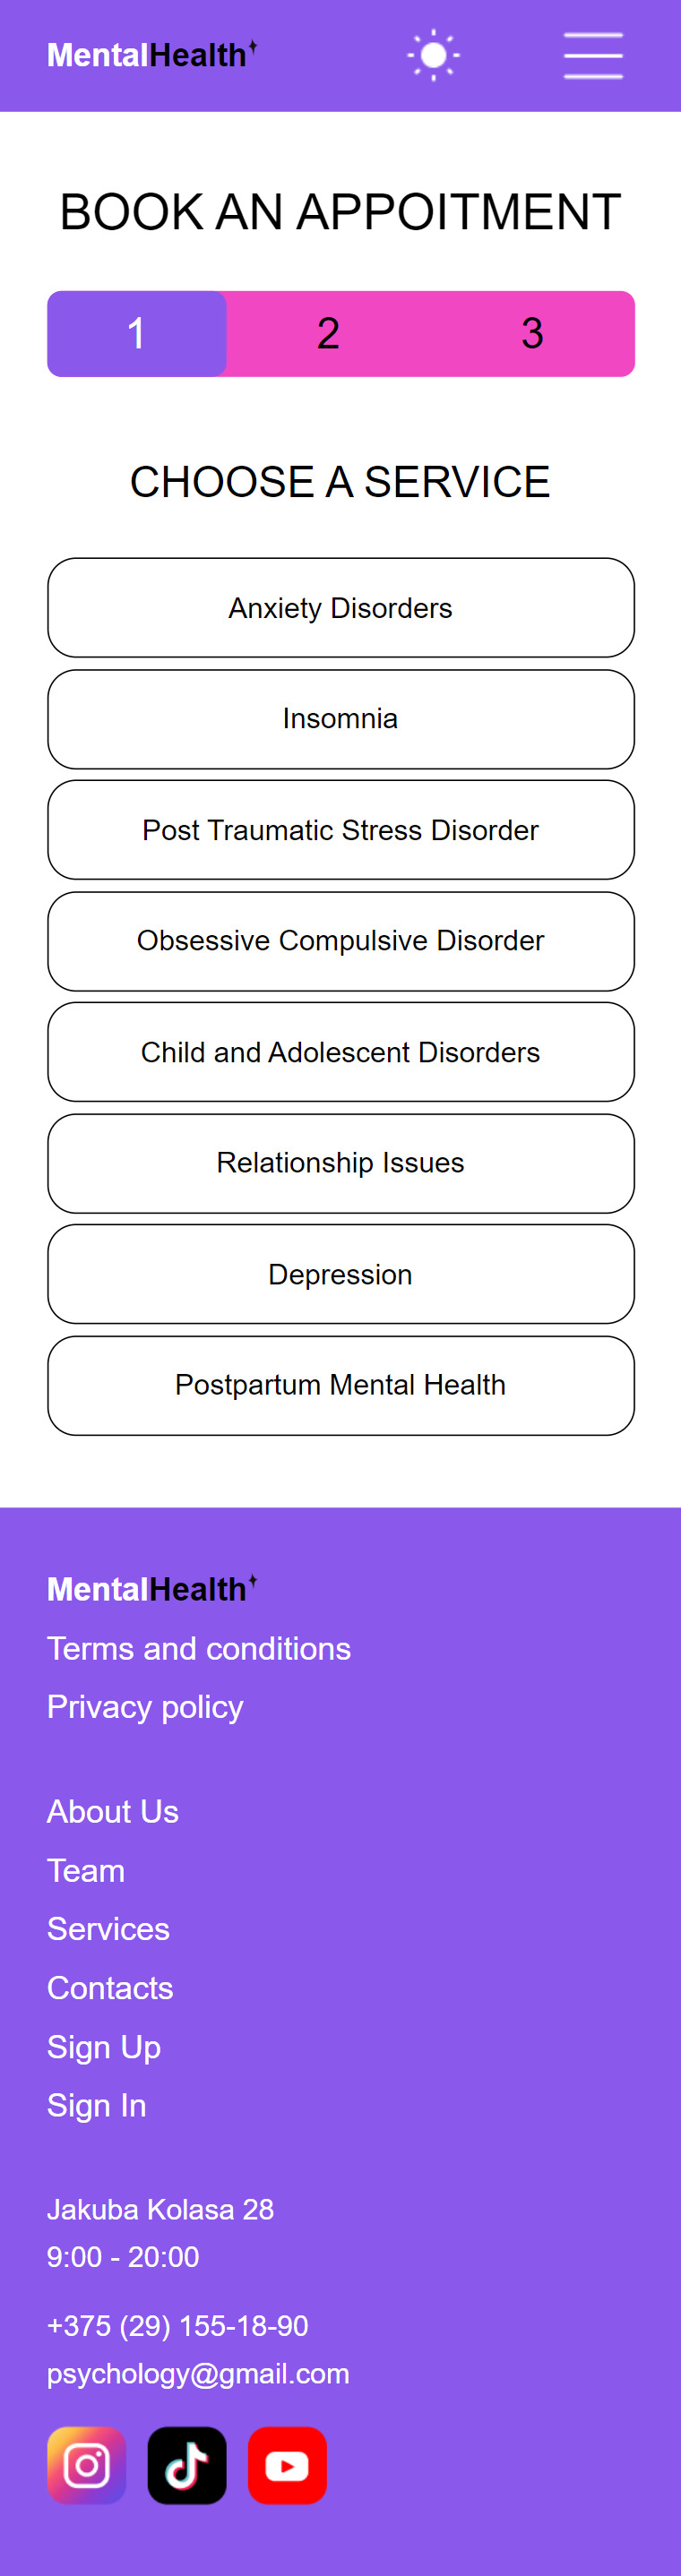 MentalHealth
BOOK AN APPOITMENT
1 2 3
CHOOSE A SERVICE
Anxiety Disorders
Insomnia
Post Traumatic Stress Disorder
Obsessive Compulsive Disorder
Child and Adolescent Disorders
Relationship Issues
Depression
Postpartum Mental Health
MentalHealth
Terms and conditions
Privacy policy
About Us
Team
Services
Contacts
Sign Up
Sign In
Jakuba Kolasa 28
9:00 - 20:00
+375 (29) 155-18-90
psychology@gmail.com